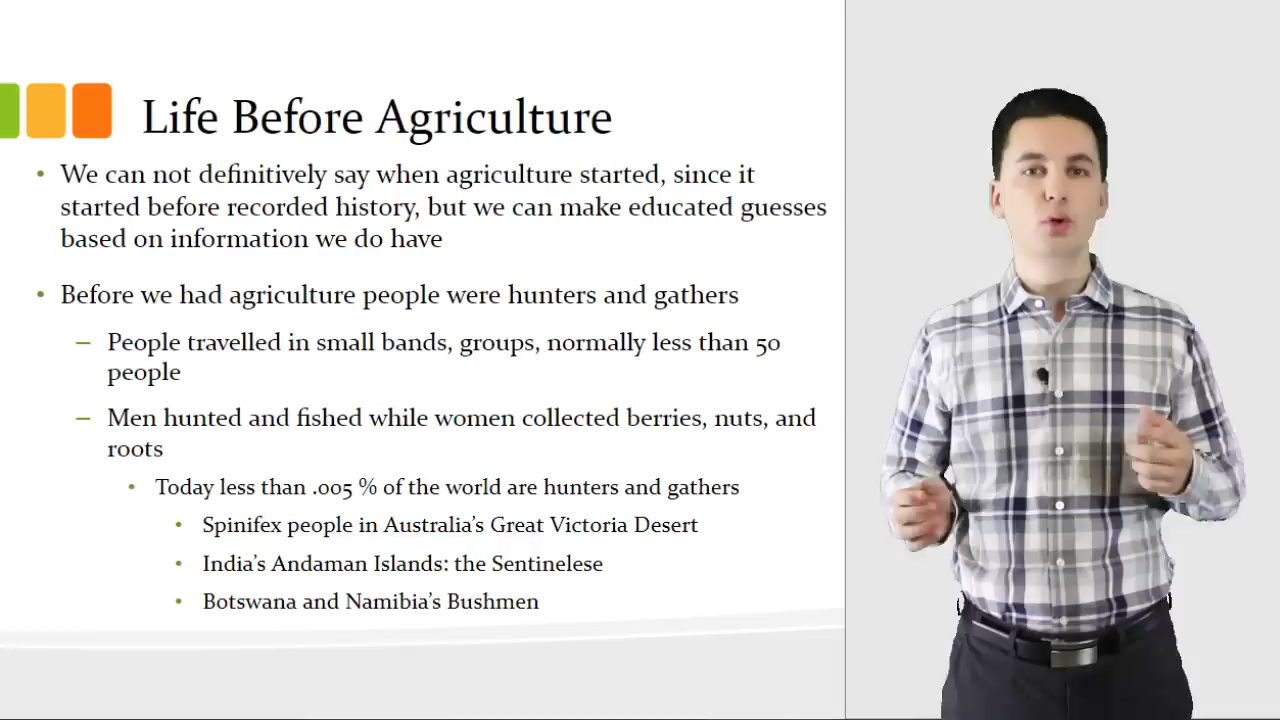 Life Before Agriculture
• We can not definitively say when agriculture started, since it
started before recorded history, but we can make educated guesses
based on information we do have
• Before we had agriculture people were hunters and gathers
– People travelled in small bands, groups, normally less than 50
people
– Men hunted and fished while women collected berries, nuts, and
roots
• Today less than .005 % of the world are hunters and gathers
• Spinifex people in Australia's Great Victoria Desert
• India's Andaman Islands: the Sentinelese
• Botswana and Namibia's Bushmen